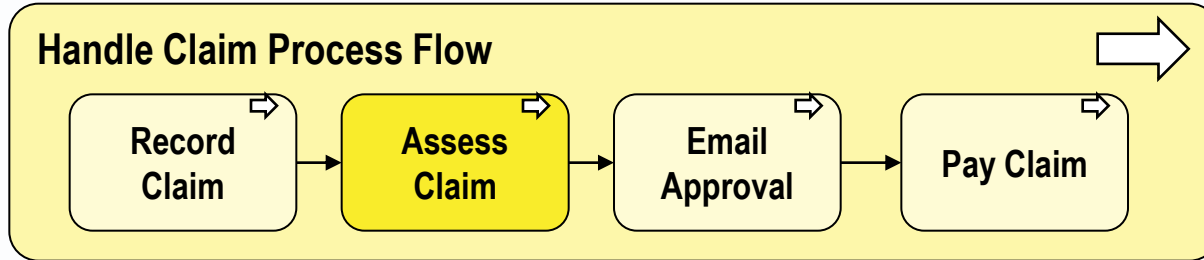 Handle Claim Process Flow
Record
Claim
Assess
Claim
Email
Approval
Pay Claim